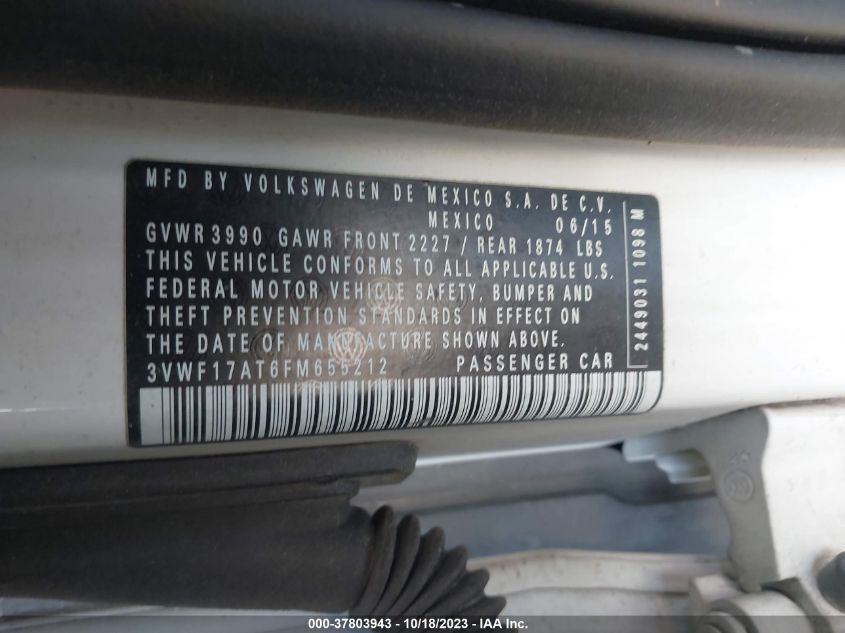 MFD BY VOLKSWAGEN DE MEXICO S.A. DE C.V.
MEXICO 06/15
GVWR 3990 GAWR FRONT 2227 / REAR 1874 LBS
THIS VEHICLE CONFORMS TO ALL APPLICABLE U.S.
FEDERAL MOTOR VEHICLE SAFETY, BUMPER AND
THEFT PREVENTION STANDARDS IN EFFECT ON
THE DATE OF MANUFACTURE SHOWN ABOVE.
3VWF17AT6FM655212 PASSENGER CAR
2449031 1098 M
000-37803943 - 10/18/2023 - IAA Inc.